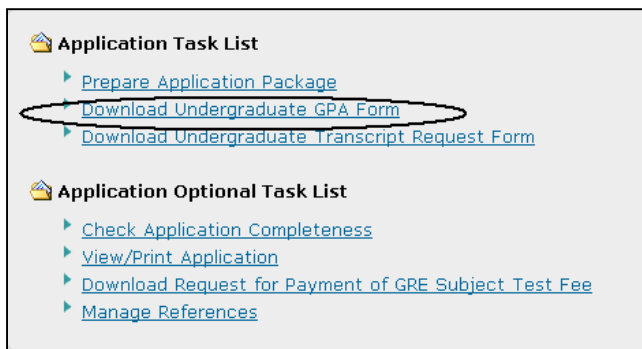 Application Task List
Prepare Application Package
Download Undergraduate GPA Form
Download Undergraduate Transcript Request Form
Application Optional Task List
Check Application Completeness
View/Print Application
Download Request for Payment of GRE Subject Test Fee
Manage References